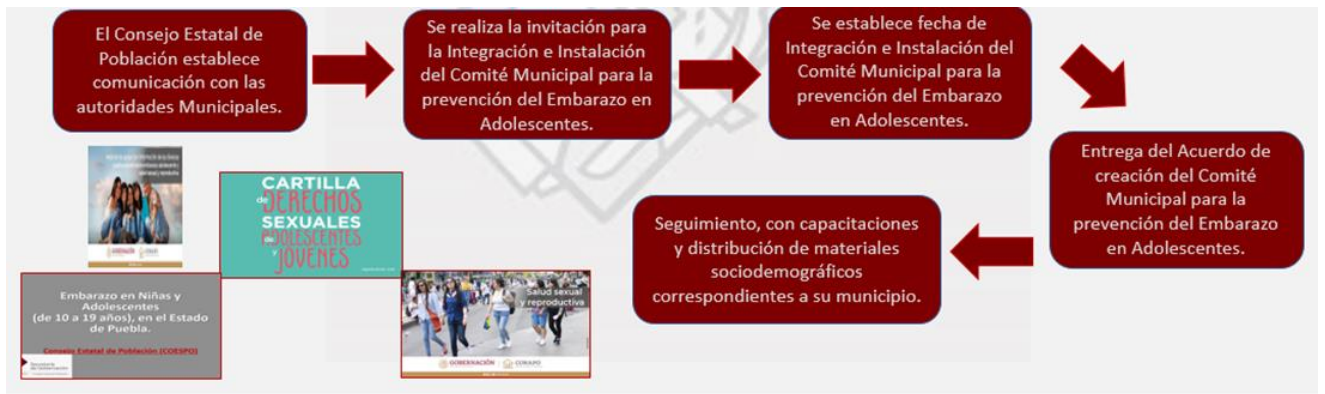 El Consejo Estatal de
Población establece
comunicación con las
autoridades Municipales.
Se realiza la invitación para
la Integración e Instalación
del Comité Municipal para la
prevención del Embarazo en
Adolescentes.
Se establece fecha de
Integración e Instalación del
Comité Municipal para la
prevención del Embarazo
en Adolescentes.
Entrega del Acuerdo de
creación del Comité
Municipal para la
prevención del Embarazo
en Adolescentes.
Seguimiento, con capacitaciones
y distribución de materiales
sociodemográficos
correspondientes a su municipio.
CARTILLA
de DERECHOS
SEXUALES
de ADOLESCENTES
y
JÓVENES
Embarazo en Niñas y
Adolescentes
(de 10 a 19 años), en el Estado
de Puebla.
Consejo Estatal de Población (COESPO)
Salud sexual
y reproductiva
GOBERNACIÓN CONAPO